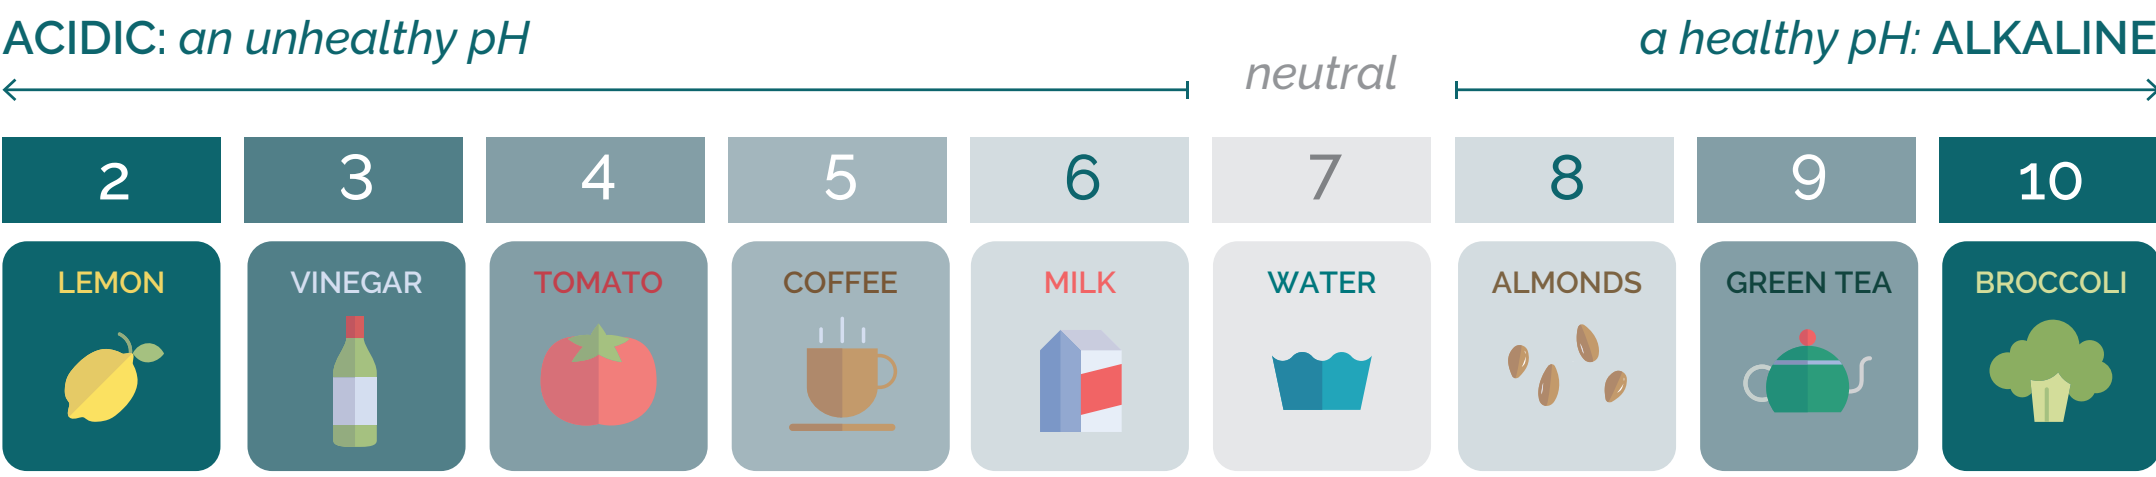 ACIDIC: an unhealthy pH
neutral
a healthy pH: ALKALINE
2 3 4 5 6 7 8 9 10
LEMON VINEGAR TOMATO COFFEE MILK WATER ALMONDS GREEN TEA BROCCOLI